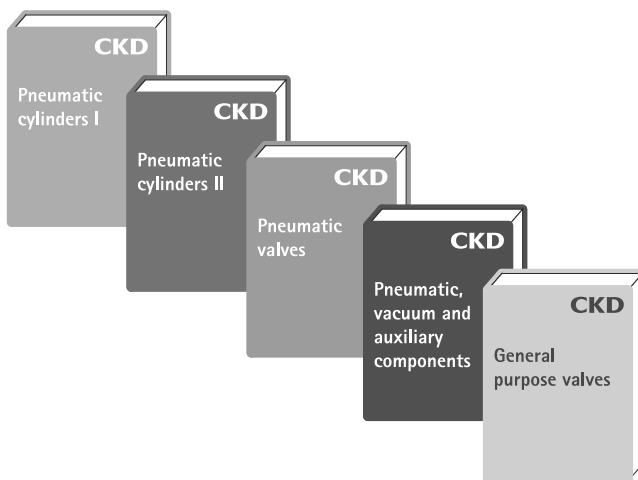 CKD
Pneumatic
cylinders I
CKD
Pneumatic
cylinders II
CKD
Pneumatic
valves
CKD
Pneumatic,
vacuum and
auxiliary
components
CKD
General
purpose valves